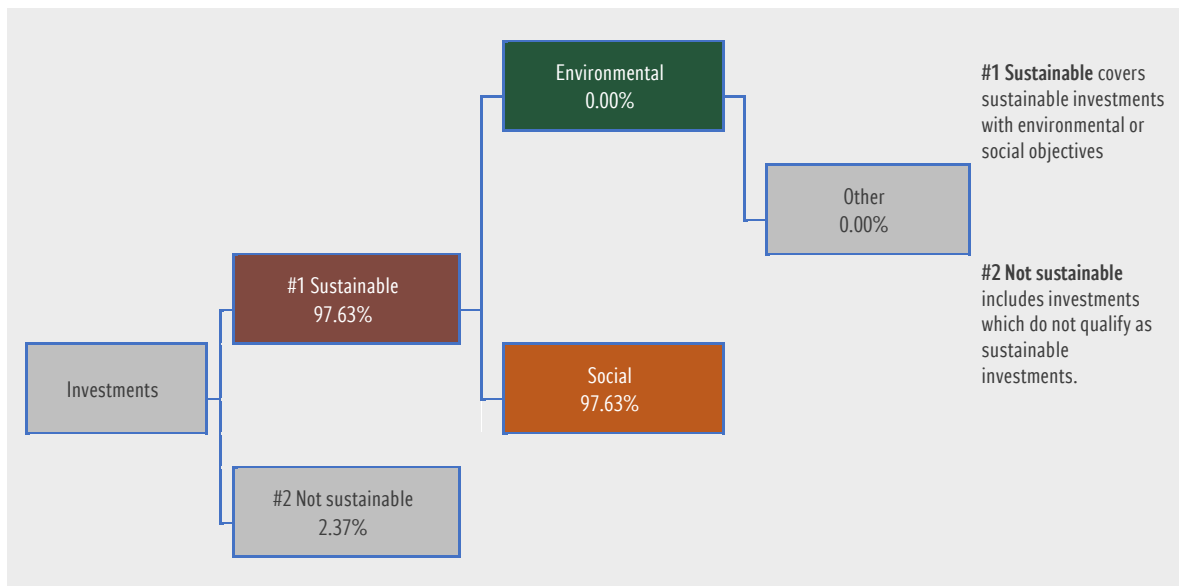 Environmental
0.00%
Other
0.00%
#1 Sustainable
97.63%
Investments
Social
97.63%
#2 Not sustainable
2.37%
#1 Sustainable covers
sustainable investments
with environmental or
social objectives
#2 Not sustainable
includes investments
which do not qualify as
sustainable
investments.